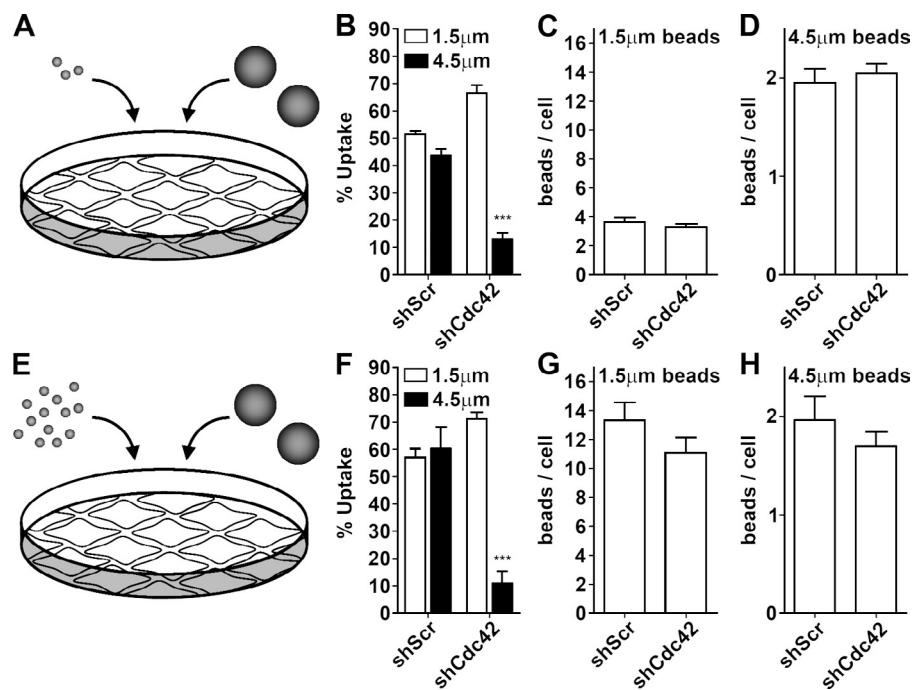 A
B
1.5µm
4.5µm
% Uptake
90
80
70
60
50
40
30
20
10
0
shScr
shCdc42
***
C
1.5µm beads
beads / cell
16
14
12
10
8
6
4
2
0
shScr
shCdc42
D
4.5µm beads
beads / cell
2
1
0
shScr
shCdc42
E
F
1.5µm
4.5µm
% Uptake
90
80
70
60
50
40
30
20
10
0
shScr
shCdc42
***
G
1.5µm beads
beads / cell
16
14
12
10
8
6
4
2
0
shScr
shCdc42
H
4.5µm beads
beads / cell
2
1
0
shScr
shCdc42